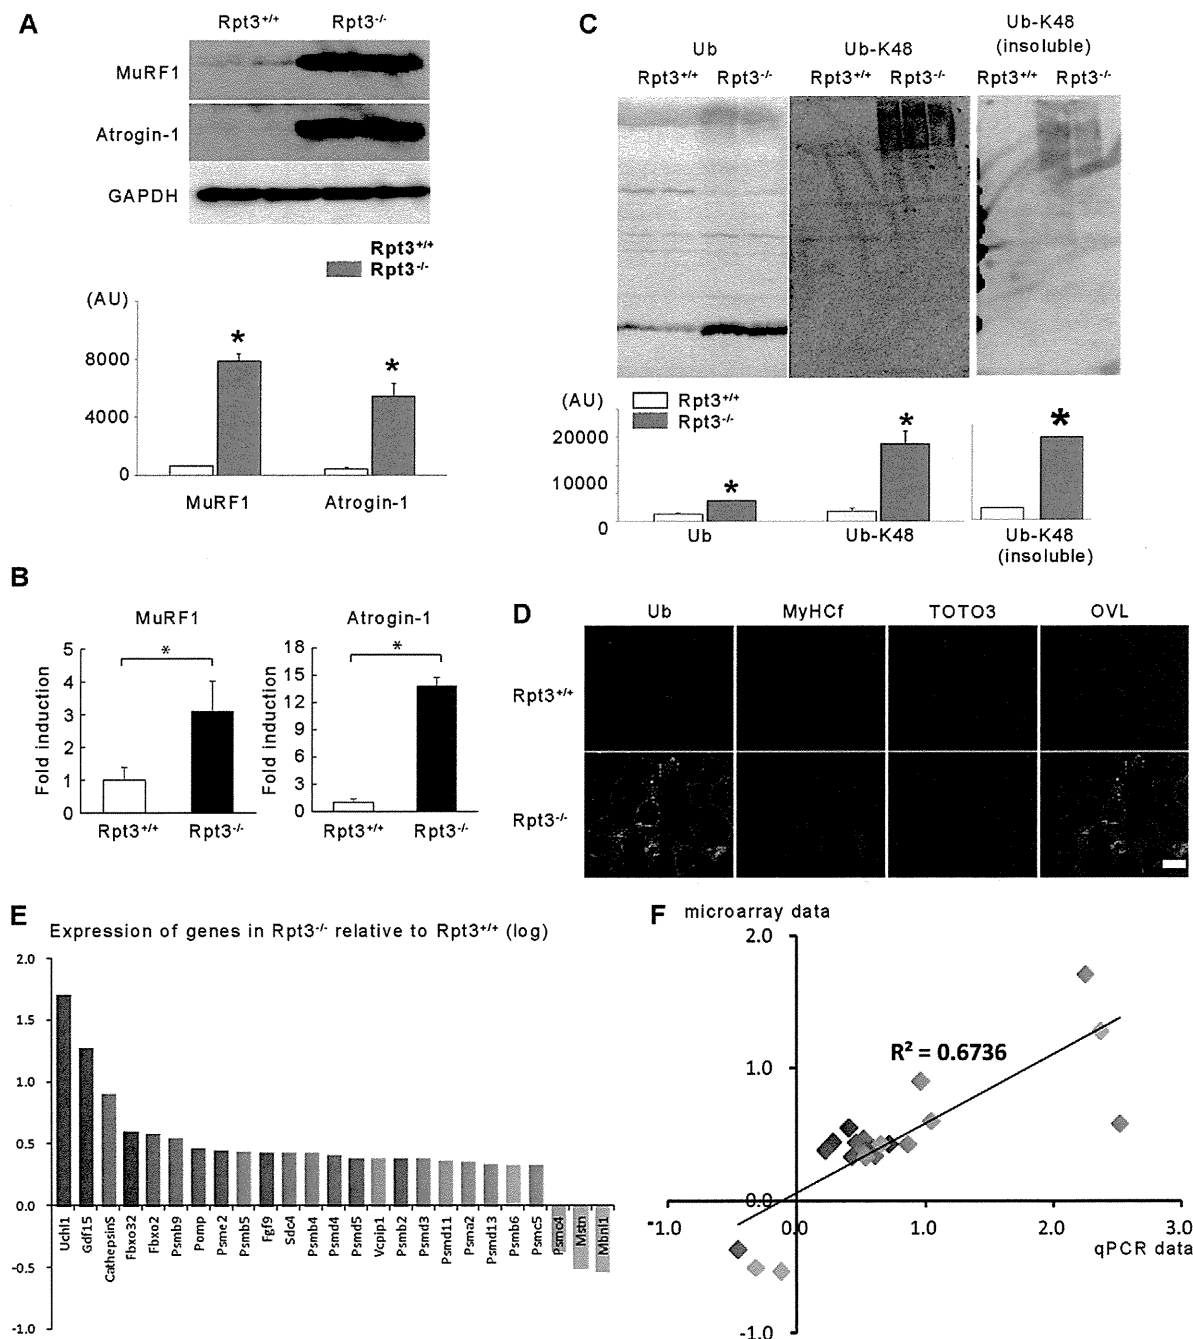 A
Rpt3+/+ Rpt3-/-
MuRF1
Atrogin-1
GAPDH
Rpt3+/+
Rpt3-/-
(AU)
8000
4000
0
*
*
MuRF1 Atrogin-1
C
Ub Ub-K48 Ub-K48
(insoluble)
Rpt3+/+ Rpt3-/- Rpt3+/+ Rpt3-/- Rpt3+/+ Rpt3-/-
(AU)
Rpt3+/+
Rpt3-/-
20000
10000
0
*
*
*
Ub Ub-K48 Ub-K48
(insoluble)
B
MuRF1
Fold induction
5
4
3
2
1
0
*
Rpt3+/+ Rpt3-/-
Atrogin-1
Fold induction
18
15
12
9
6
3
0
*
Rpt3+/+ Rpt3-/-
D
Ub MyHCf TOTO3 OVL
Rpt3+/+
Rpt3-/-
E
Expression of genes in Rpt3-/- relative to Rpt3+/+ (log)
2.0
1.5
1.0
0.5
0.0
-0.5
-1.0
Uchl1
Gdf15
CathepsinS
Fbxo32
Fbxo2
Psmb9
Pomp
Psme2
Psmb5
Fgf9
Sdc4
Psmb4
Psmd4
Psmd5
Vcpip1
Psmb2
Psmd3
Psmd11
Psma2
Psmd13
Psmb6
Psmc5
Psmc4
Mstn
Mbnl1
F
microarray data
2.0
1.0
0.0
-1.0
R² = 0.6736
-1.0 0.0 1.0 2.0 3.0
qPCR data